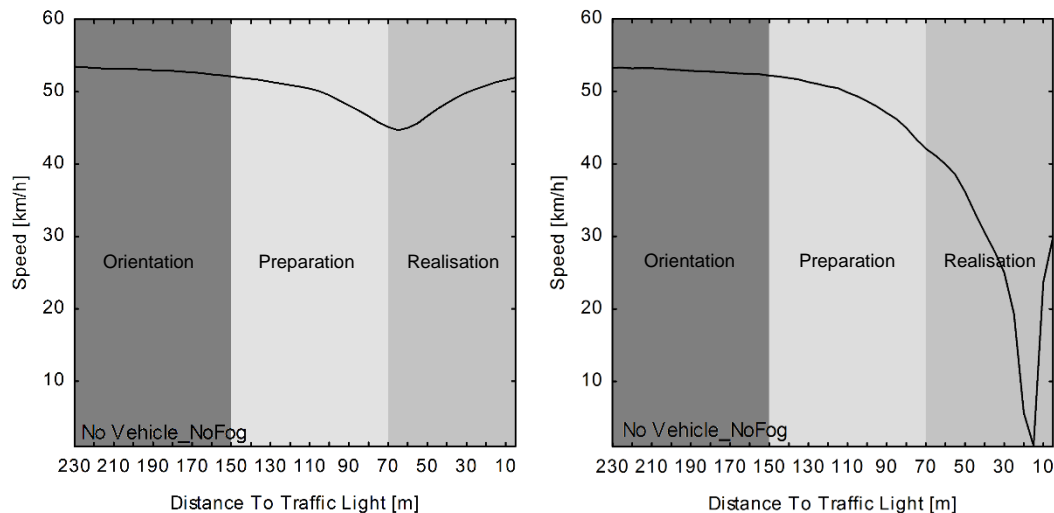 60
50
40
30
20
10
Speed [km/h]
Orientation
Preparation
Realisation
No Vehicle_NoFog
230 210 190 170 150 130 110 90 70 50 30 10
Distance To Traffic Light [m]
60
50
40
30
20
10
Speed [km/h]
Orientation
Preparation
Realisation
No Vehicle_NoFog
230 210 190 170 150 130 110 90 70 50 30 10
Distance To Traffic Light [m]